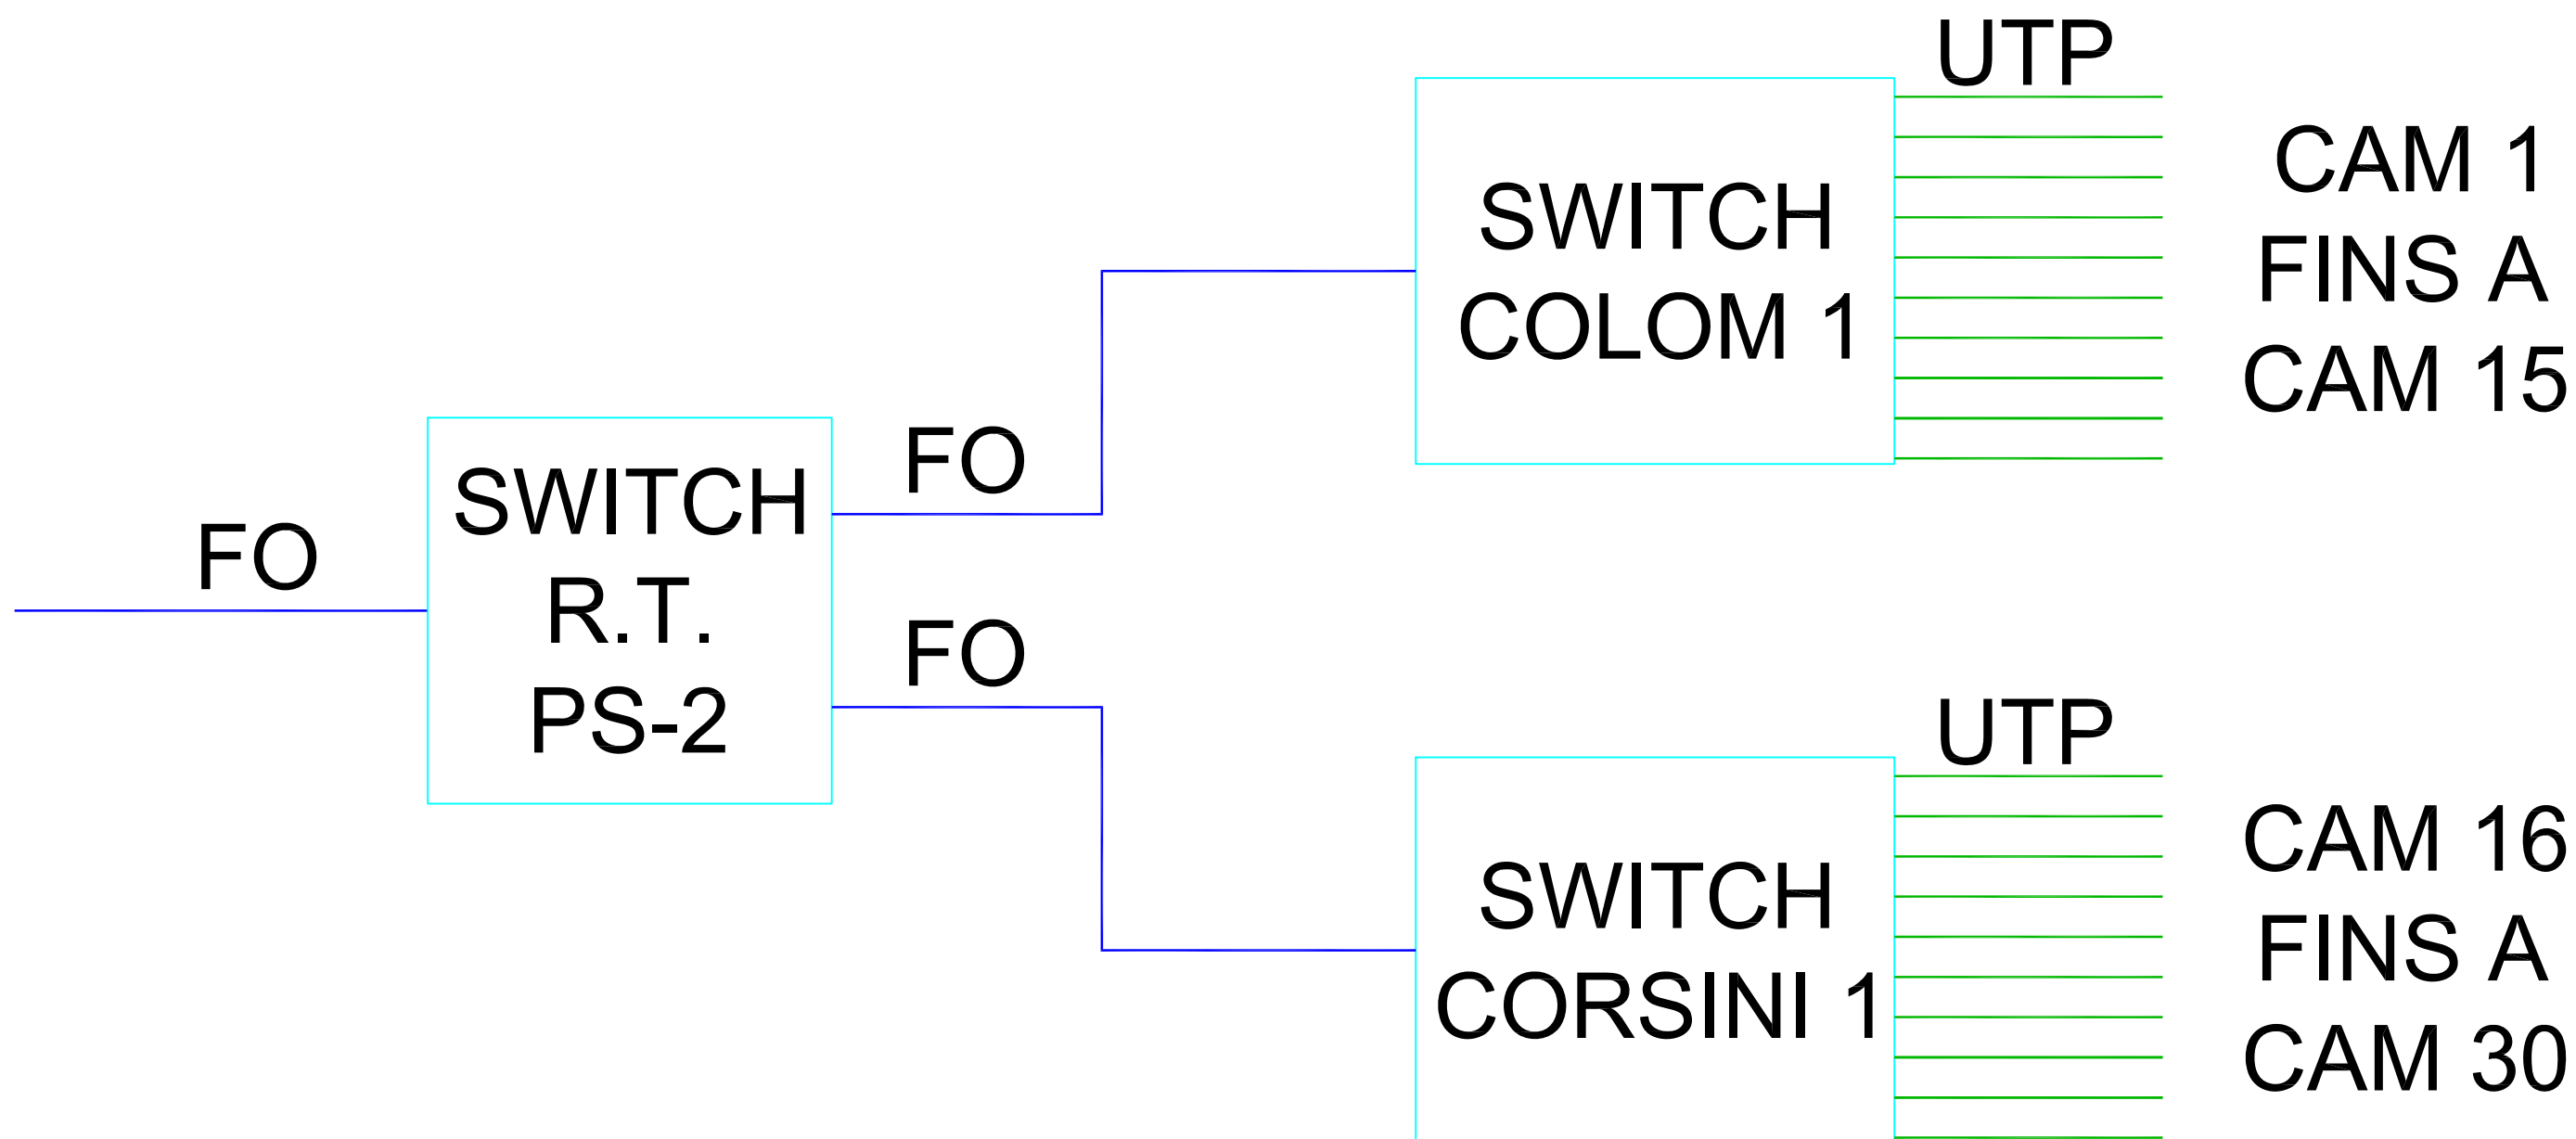 FO
SWITCH
R.T.
PS-2
FO
FO
SWITCH
COLOM 1
UTP
CAM 1
FINS A
CAM 15
SWITCH
CORSINI 1
UTP
CAM 16
FINS A
CAM 30